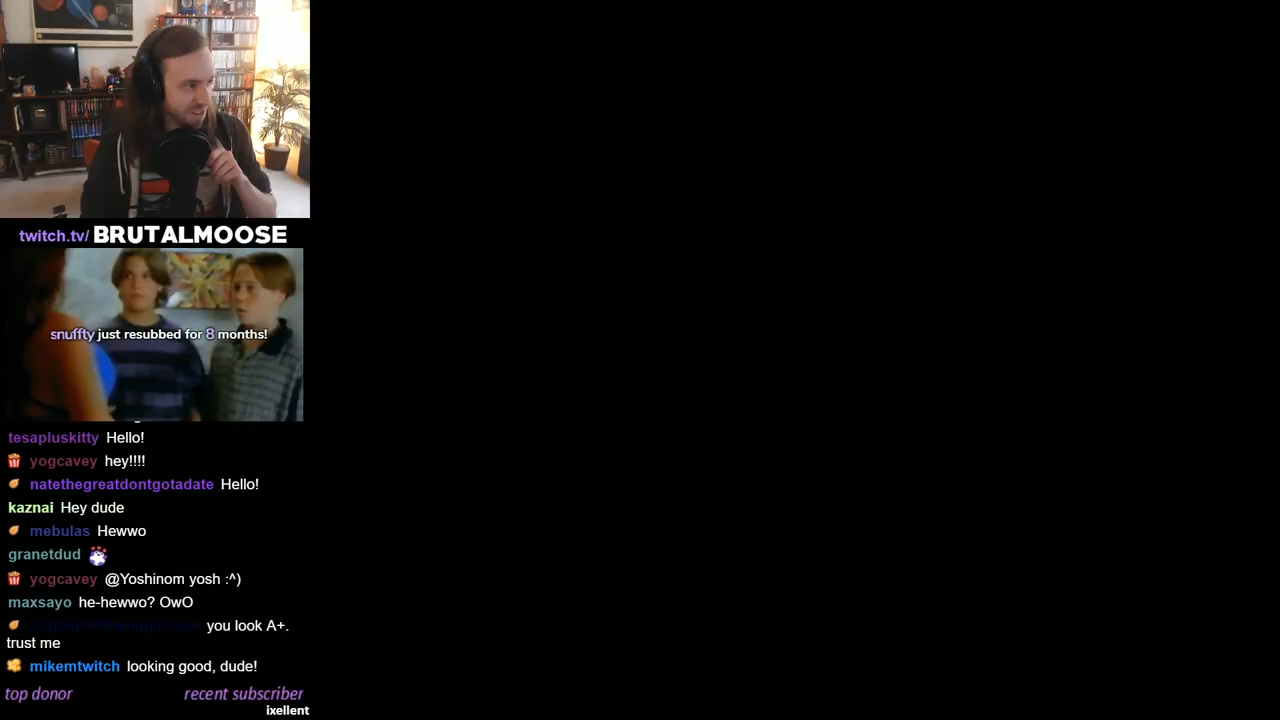 twitch.tv/ BRUTALMOOSE
snuffty just resubbed for 8 months!
tesapluskitty Hello!
yogcavey hey!!!!
natethegreatdontgotadate Hello!
kaznai Hey dude
mebulas Hewwo
granetdud
yogcavey @Yoshinom yosh :^)
maxsayo he-hewwo? OwO
you look A+.
trust me
mikemtwitch looking good, dude!
top donor recent subscriber
ixellent